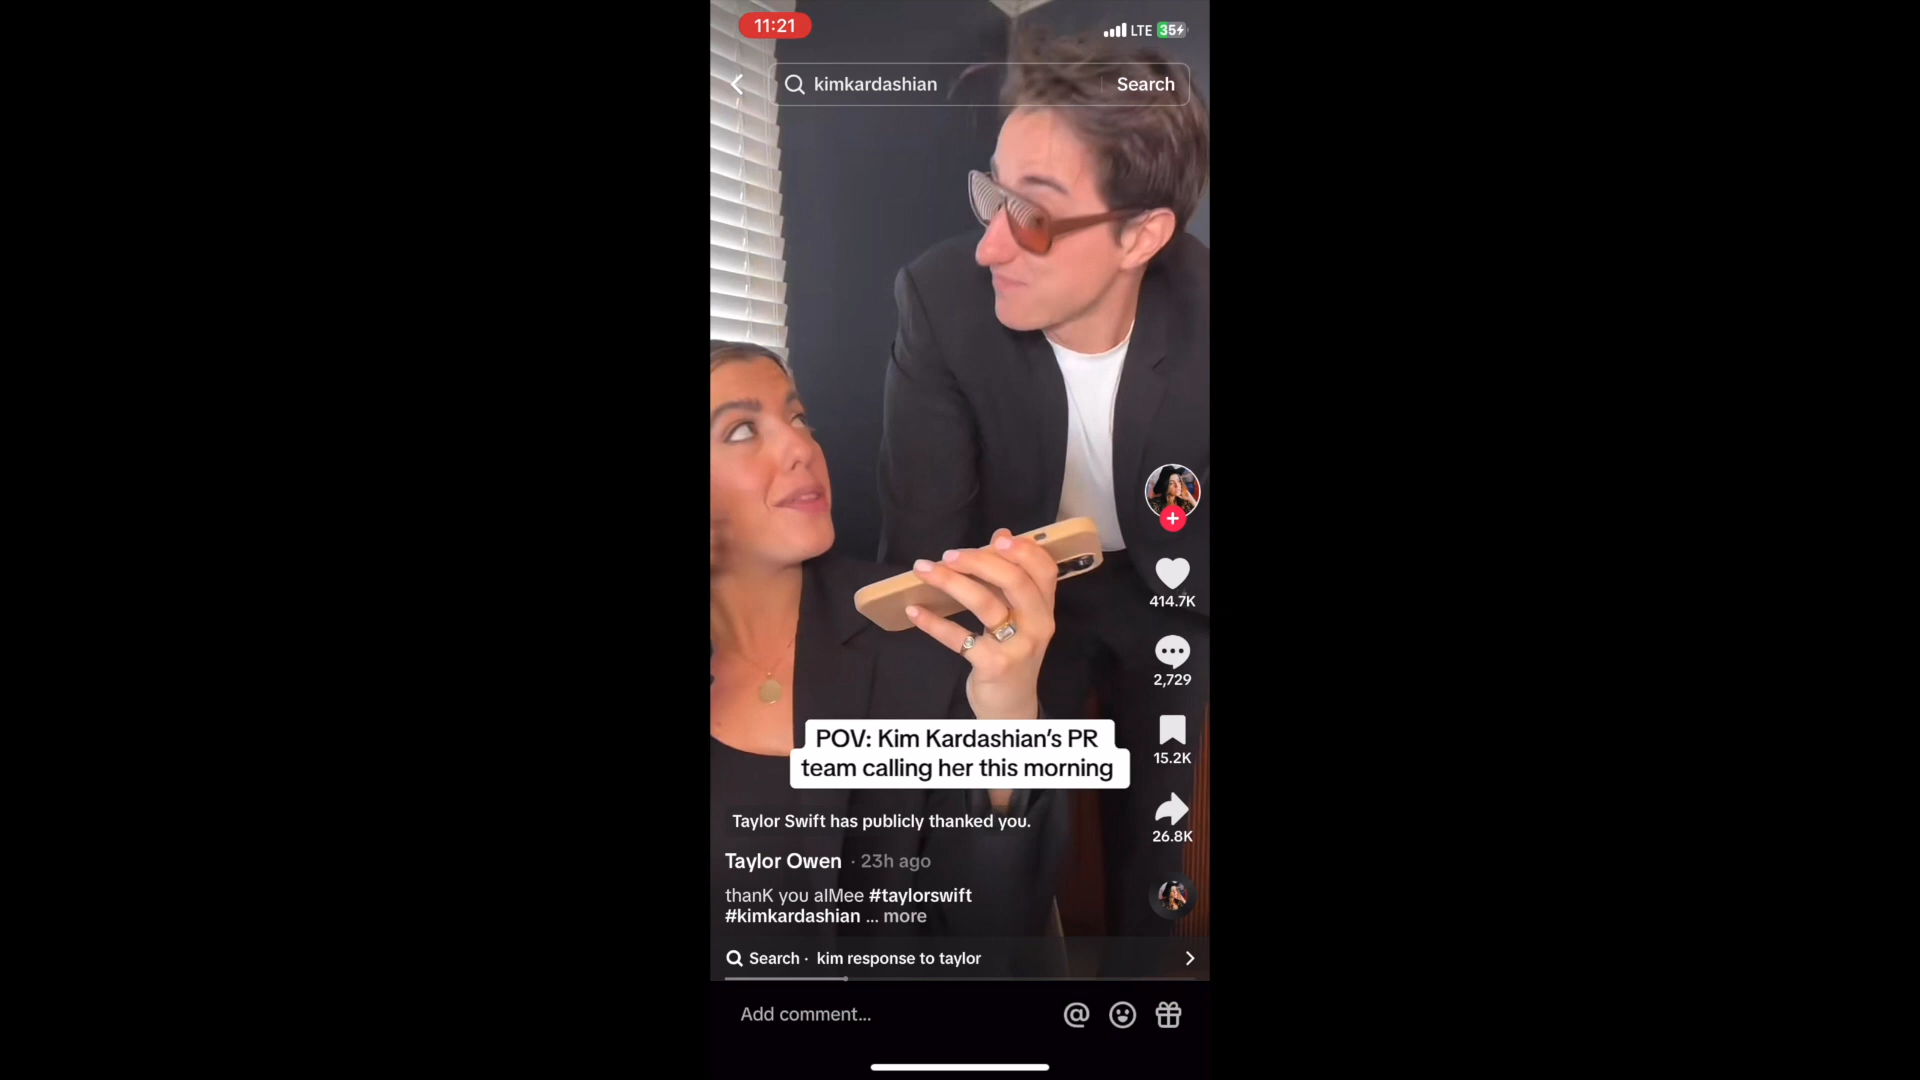 11:21
LTE 35
kimkardashian
Search
414.7K
2,729
15.2K
26.8K
POV: Kim Kardashian's PR
team calling her this morning
Taylor Swift has publicly thanked you.
Taylor Owen · 23h ago
thanK you aIMee #taylorswift
#kimkardashian ... more
Search · kim response to taylor
Add comment...